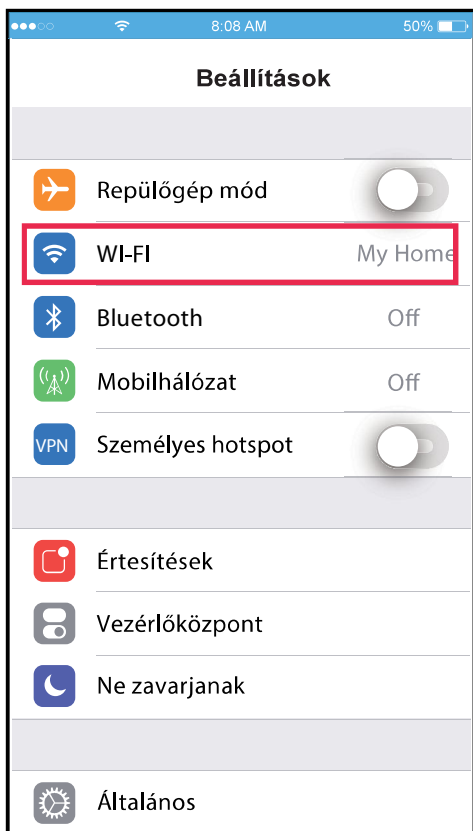 8:08 AM 50%
Beállítások
Repülőgép mód
WI-FI My Home
Bluetooth Off
Mobilhálózat Off
VPN Személyes hotspot
Értesítések
Vezérlőközpont
Ne zavarjanak
Általános